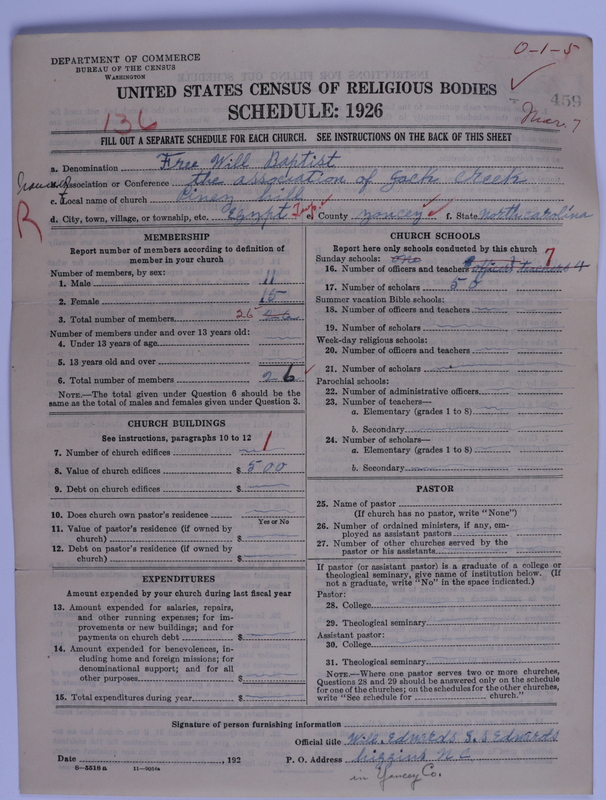 0-1-5
DEPARTMENT OF COMMERCE
BUREAU OF THE CENSUS
WASHINGTON
UNITED STATES CENSUS OF RELIGIOUS BODIES
SCHEDULE: 1926
459
Mar. 7
136
FILL OUT A SEPARATE SCHEDULE FOR EACH CHURCH. SEE INSTRUCTIONS ON THE BACK OF THIS SHEET
a. Denomination Free Will Baptist
b. Association or Conference the association of Jack Creek
c. Local name of church Piney hill
R
d. City, town, village, or township, etc. Egypt Twp. e. County yancey f. State north carolina
MEMBERSHIP
Report number of members according to definition of
member in your church
Number of members, by sex:
1. Male 11
2. Female 15
3. Total number of members 26
Number of members under and over 13 years old:
4. Under 13 years of age
5. 13 years old and over
6. Total number of members 26
NOTE.—The total given under Question 6 should be the
same as the total of males and females given under Question 3.
CHURCH BUILDINGS
See instructions, paragraphs 10 to 12
7. Number of church edifices 1
8. Value of church edifices $ 500
9. Debt on church edifices $
10. Does church own pastor's residence
Yes or No
11. Value of pastor's residence (if owned by
church) $
12. Debt on pastor's residence (if owned by
church) $
EXPENDITURES
Amount expended by your church during last fiscal year
13. Amount expended for salaries, repairs,
and other running expenses; for im-
provements or new buildings; and for
payments on church debt $
14. Amount expended for benevolences, in-
cluding home and foreign missions; for
denominational support; and for all
other purposes $
15. Total expenditures during year $
CHURCH SCHOOLS
Report here only schools conducted by this church
Sunday schools:
16. Number of officers and teachers officers teachers 4 7
17. Number of scholars 50
Summer vacation Bible schools:
18. Number of officers and teachers
19. Number of scholars
Week-day religious schools:
20. Number of officers and teachers
21. Number of scholars
Parochial schools:
22. Number of administrative officers
23. Number of teachers—
a. Elementary (grades 1 to 8)
b. Secondary
24. Number of scholars—
a. Elementary (grades 1 to 8)
b. Secondary
PASTOR
25. Name of pastor
(If church has no pastor, write "None")
26. Number of ordained ministers, if any, em-
ployed as assistant pastors
27. Number of other churches served by the
pastor or his assistants
If pastor (or assistant pastor) is a graduate of a college or
theological seminary, give name of institution below. (If
not a graduate, write "No" in the space indicated.)
Pastor:
28. College
29. Theological seminary
Assistant pastor:
30. College
31. Theological seminary
NOTE.—Where one pastor serves two or more churches,
Questions 28 and 29 should be answered only on the schedule
for one of the churches; on the schedules for the other churches,
write "See schedule for church."
Signature of person furnishing information
Official title Will Edwards S. S Edwards
Date , 192 P. O. Address Higgins N. C.
6-5518 a
in Yancey Co.